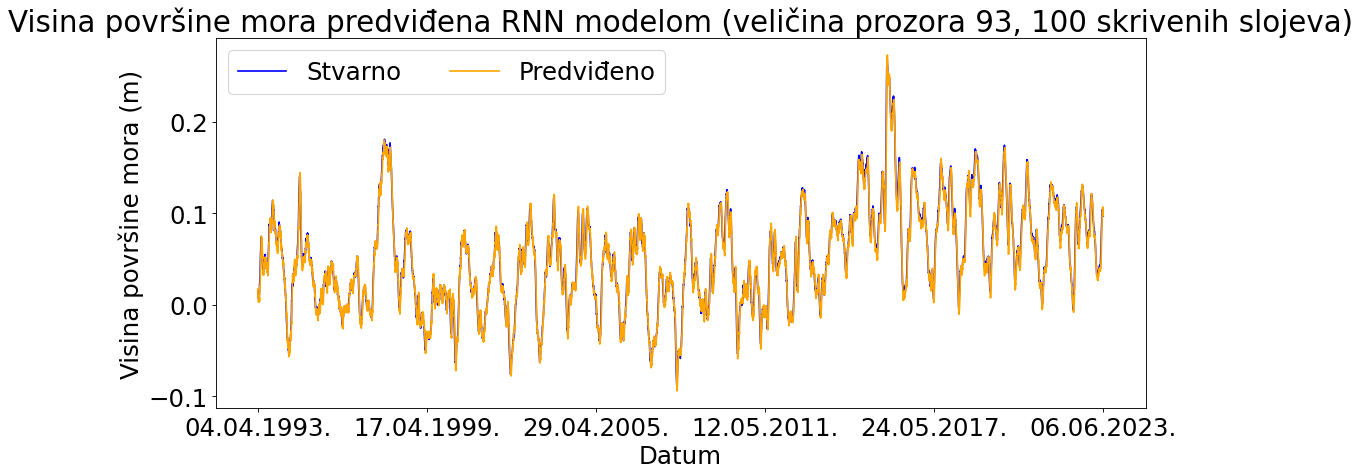 Visina površine mora predviđena RNN modelom (veličina prozora 93, 100 skrivenih slojeva)
Stvarno Predviđeno
Visina površine mora (m)
0.2
0.1
0.0
−0.1
04.04.1993. 17.04.1999. 29.04.2005. 12.05.2011. 24.05.2017. 06.06.2023.
Datum